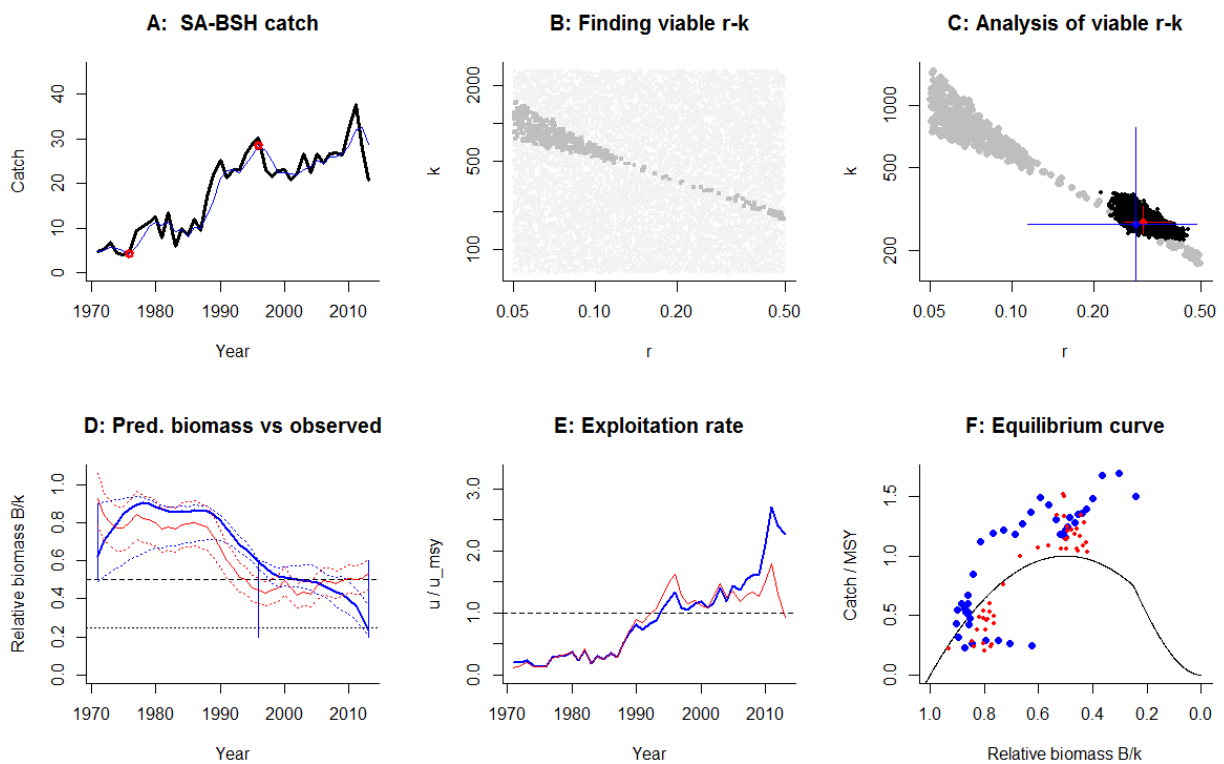 A: SA-BSH catch
B: Finding viable r-k
C: Analysis of viable r-k
Catch
0 10 20 30 40
1970 1980 1990 2000 2010
Year
k
100 500 2000
0.05 0.10 0.20 0.50
r
k
200 500 1000
0.05 0.10 0.20 0.50
r
D: Pred. biomass vs observed
E: Exploitation rate
F: Equilibrium curve
Relative biomass B/k
0.0 0.2 0.4 0.6 0.8 1.0
1970 1980 1990 2000 2010
Year
u / u_msy
0.0 1.0 2.0 3.0
1970 1980 1990 2000 2010
Year
Catch / MSY
0.0 0.5 1.0 1.5
1.0 0.8 0.6 0.4 0.2 0.0
Relative biomass B/k